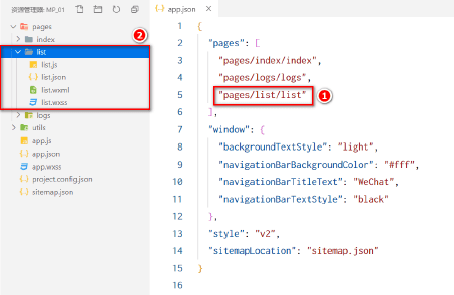 资源管理器: MP_01
pages
index
list
list.js
list.json
list.wxml
list.wxss
logs
utils
app.js
app.json
app.wxss
project.config.json
sitemap.json
2
app.json ×
1 {
2 "pages": [
3 "pages/index/index",
4 "pages/logs/logs",
5 "pages/list/list" 1
6 ],
7 "window": {
8 "backgroundTextStyle": "light",
9 "navigationBarBackgroundColor": "#fff",
10 "navigationBarTitleText": "WeChat",
11 "navigationBarTextStyle": "black"
12 },
13 "style": "v2",
14 "sitemapLocation": "sitemap.json"
15 }
16